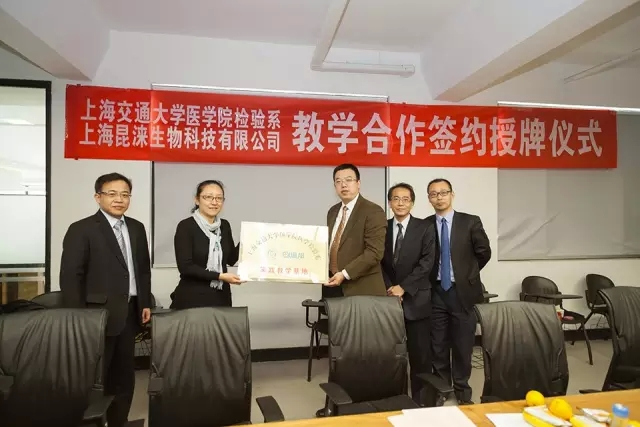 上海交通大学医学院检验系
上海昆涞生物科技有限公司
教学合作签约授牌仪式
实践教学基地